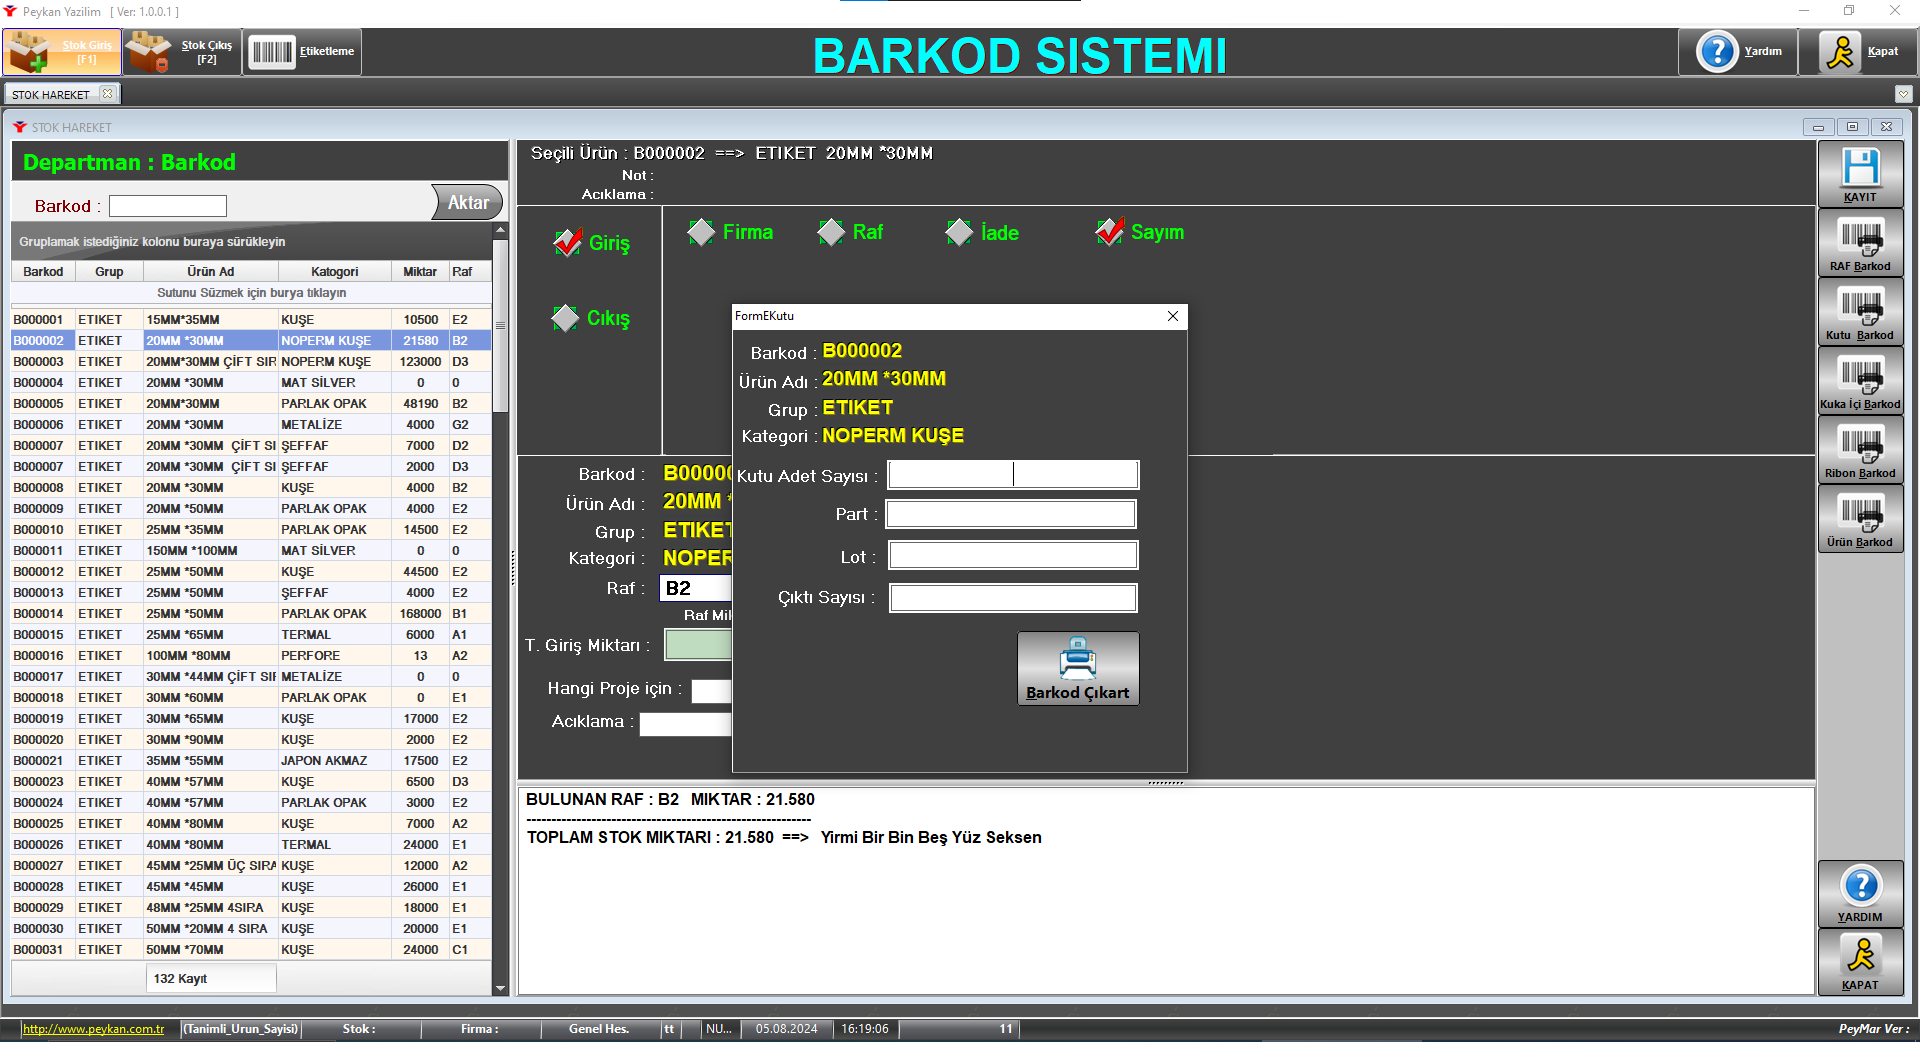 Peykan Yazilim [ Ver: 1.0.0.1 ]
Stok Giriş
[F1]
Stok Çıkış
[F2]
Etiketleme
BARKOD SISTEMI
Yardım
Kapat
STOK HAREKET
STOK HAREKET
Departman : Barkod
Barkod :
Aktar
Gruplamak istediğiniz kolonu buraya sürükleyin
Barkod Grup Ürün Ad Katogori Miktar Raf
Sutunu Süzmek için burya tıklayın
B000001 ETIKET 15MM*35MM KUŞE 10500 E2
B000002 ETIKET 20MM *30MM NOPERM KUŞE 21580 B2
B000003 ETIKET 20MM*30MM ÇİFT SIR NOPERM KUŞE 123000 D3
B000004 ETIKET 20MM *30MM MAT SİLVER 0 0
B000005 ETIKET 20MM*30MM PARLAK OPAK 48190 B2
B000006 ETIKET 20MM *30MM METALİZE 4000 G2
B000007 ETIKET 20MM *30MM ÇİFT SI ŞEFFAF 7000 D2
B000007 ETIKET 20MM *30MM ÇİFT SI ŞEFFAF 2000 D3
B000008 ETIKET 20MM *30MM KUŞE 4000 B2
B000009 ETIKET 20MM *50MM PARLAK OPAK 4000 E2
B000010 ETIKET 25MM *35MM PARLAK OPAK 14500 E2
B000011 ETIKET 150MM *100MM MAT SİLVER 0 0
B000012 ETIKET 25MM *50MM KUŞE 44500 E2
B000013 ETIKET 25MM *50MM ŞEFFAF 4000 E2
B000014 ETIKET 25MM *50MM PARLAK OPAK 168000 B1
B000015 ETIKET 25MM *65MM TERMAL 6000 A1
B000016 ETIKET 100MM *80MM PERFORE 13 A2
B000017 ETIKET 30MM *44MM ÇİFT SIF METALİZE 0 0
B000018 ETIKET 30MM *60MM PARLAK OPAK 0 E1
B000019 ETIKET 30MM *65MM KUŞE 17000 E2
B000020 ETIKET 30MM *90MM KUŞE 2000 E2
B000021 ETIKET 35MM *55MM JAPON AKMAZ 17500 E2
B000023 ETIKET 40MM *57MM KUŞE 6500 D3
B000024 ETIKET 40MM *57MM PARLAK OPAK 3000 E2
B000025 ETIKET 40MM *80MM KUŞE 7000 A2
B000026 ETIKET 40MM *80MM TERMAL 24000 E1
B000027 ETIKET 45MM *25MM ÜÇ SIRA KUŞE 12000 A2
B000028 ETIKET 45MM *45MM KUŞE 26000 E1
B000029 ETIKET 48MM *25MM 4SIRA KUŞE 18000 E1
B000030 ETIKET 50MM *20MM 4 SIRA KUŞE 20000 E1
B000031 ETIKET 50MM *70MM KUŞE 24000 C1
132 Kayıt
Seçili Ürün : B000002 ==> ETIKET 20MM *30MM
Not :
Acıklama :
Giriş
Cıkış
Firma Raf İade Sayım
Barkod : B00000
Ürün Adı : 20MM *
Grup : ETIKET
Kategori : NOPER
Raf : B2
Raf Mik
T. Giriş Miktarı :
Hangi Proje için :
Acıklama :
FormEKutu
Barkod : B000002
Ürün Adı : 20MM *30MM
Grup : ETIKET
Kategori : NOPERM KUŞE
Kutu Adet Sayısı :
Part :
Lot :
Çıktı Sayısı :
Barkod Çıkart
BULUNAN RAF : B2 MIKTAR : 21.580
------------------------------------------------------------
TOPLAM STOK MIKTARI : 21.580 ==> Yirmi Bir Bin Beş Yüz Seksen
KAYIT
RAF Barkod
Kutu Barkod
Kuka İçi Barkod
Ribon Barkod
Ürün Barkod
YARDIM
KAPAT
http://www.peykan.com.tr (Tanimli_Urun_Sayisi) Stok : Firma : Genel Hes. tt NU... 05.08.2024 16:19:06 11 PeyMar Ver :